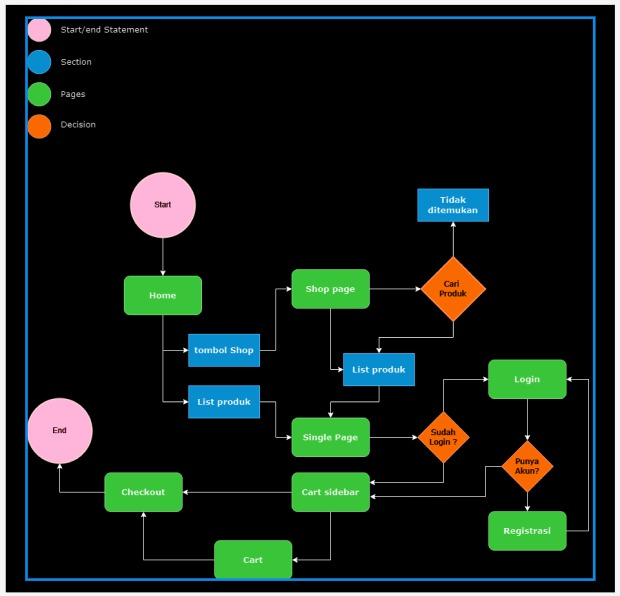 Start/end Statement
Section
Pages
Decision
Start
Tidak
ditemukan
Home
Shop page
Cari
Produk
tombol Shop
List produk
List produk
Login
End
Single Page
Sudah
Login ?
Punya
Akun?
Checkout
Cart sidebar
Registrasi
Cart